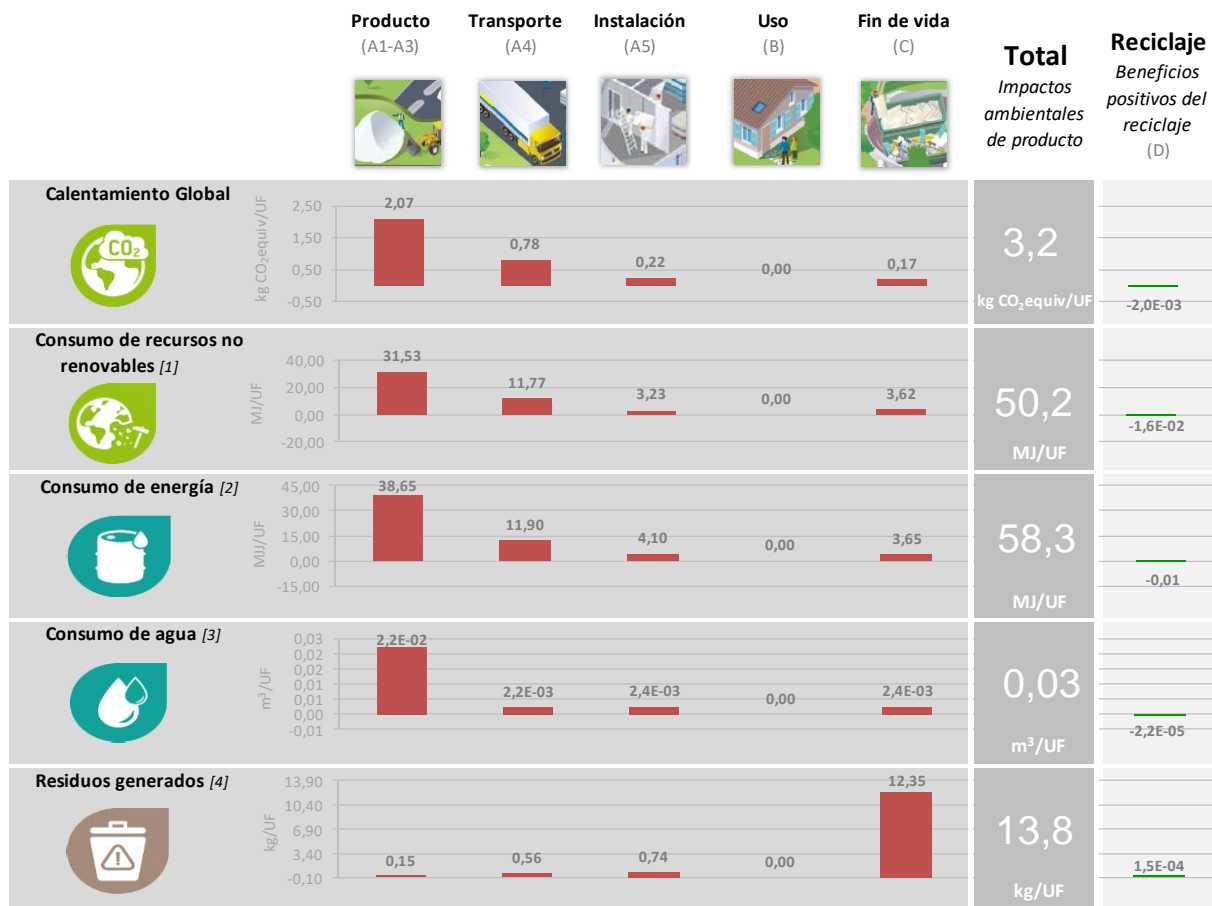 Producto
(A1-A3)
Transporte
(A4)
Instalación
(A5)
Uso
(B)
Fin de vida
(C)
Total
Impactos
ambientales
de producto
Reciclaje
Beneficios
positivos del
reciclaje
(D)
Calentamiento Global
CO₂
kg CO₂equiv/UF
2,50
1,50
0,50
-0,50
2,07
0,78
0,22
0,00
0,17
3,2
kg CO₂equiv/UF
-2,0E-03
Consumo de recursos no
renovables [1]
MJ/UF
40,00
20,00
0,00
-20,00
31,53
11,77
3,23
0,00
3,62
50,2
MJ/UF
-1,6E-02
Consumo de energía [2]
MJJ/UF
45,00
30,00
15,00
0,00
-15,00
38,65
11,90
4,10
0,00
3,65
58,3
MJ/UF
-0,01
Consumo de agua [3]
m³/UF
0,03
0,02
0,02
0,01
0,01
0,00
-0,01
2,2E-02
2,2E-03
2,4E-03
0,00
2,4E-03
0,03
m³/UF
-2,2E-05
Residuos generados [4]
kg/UF
13,90
10,40
6,90
3,40
-0,10
0,15
0,56
0,74
0,00
12,35
13,8
kg/UF
1,5E-04